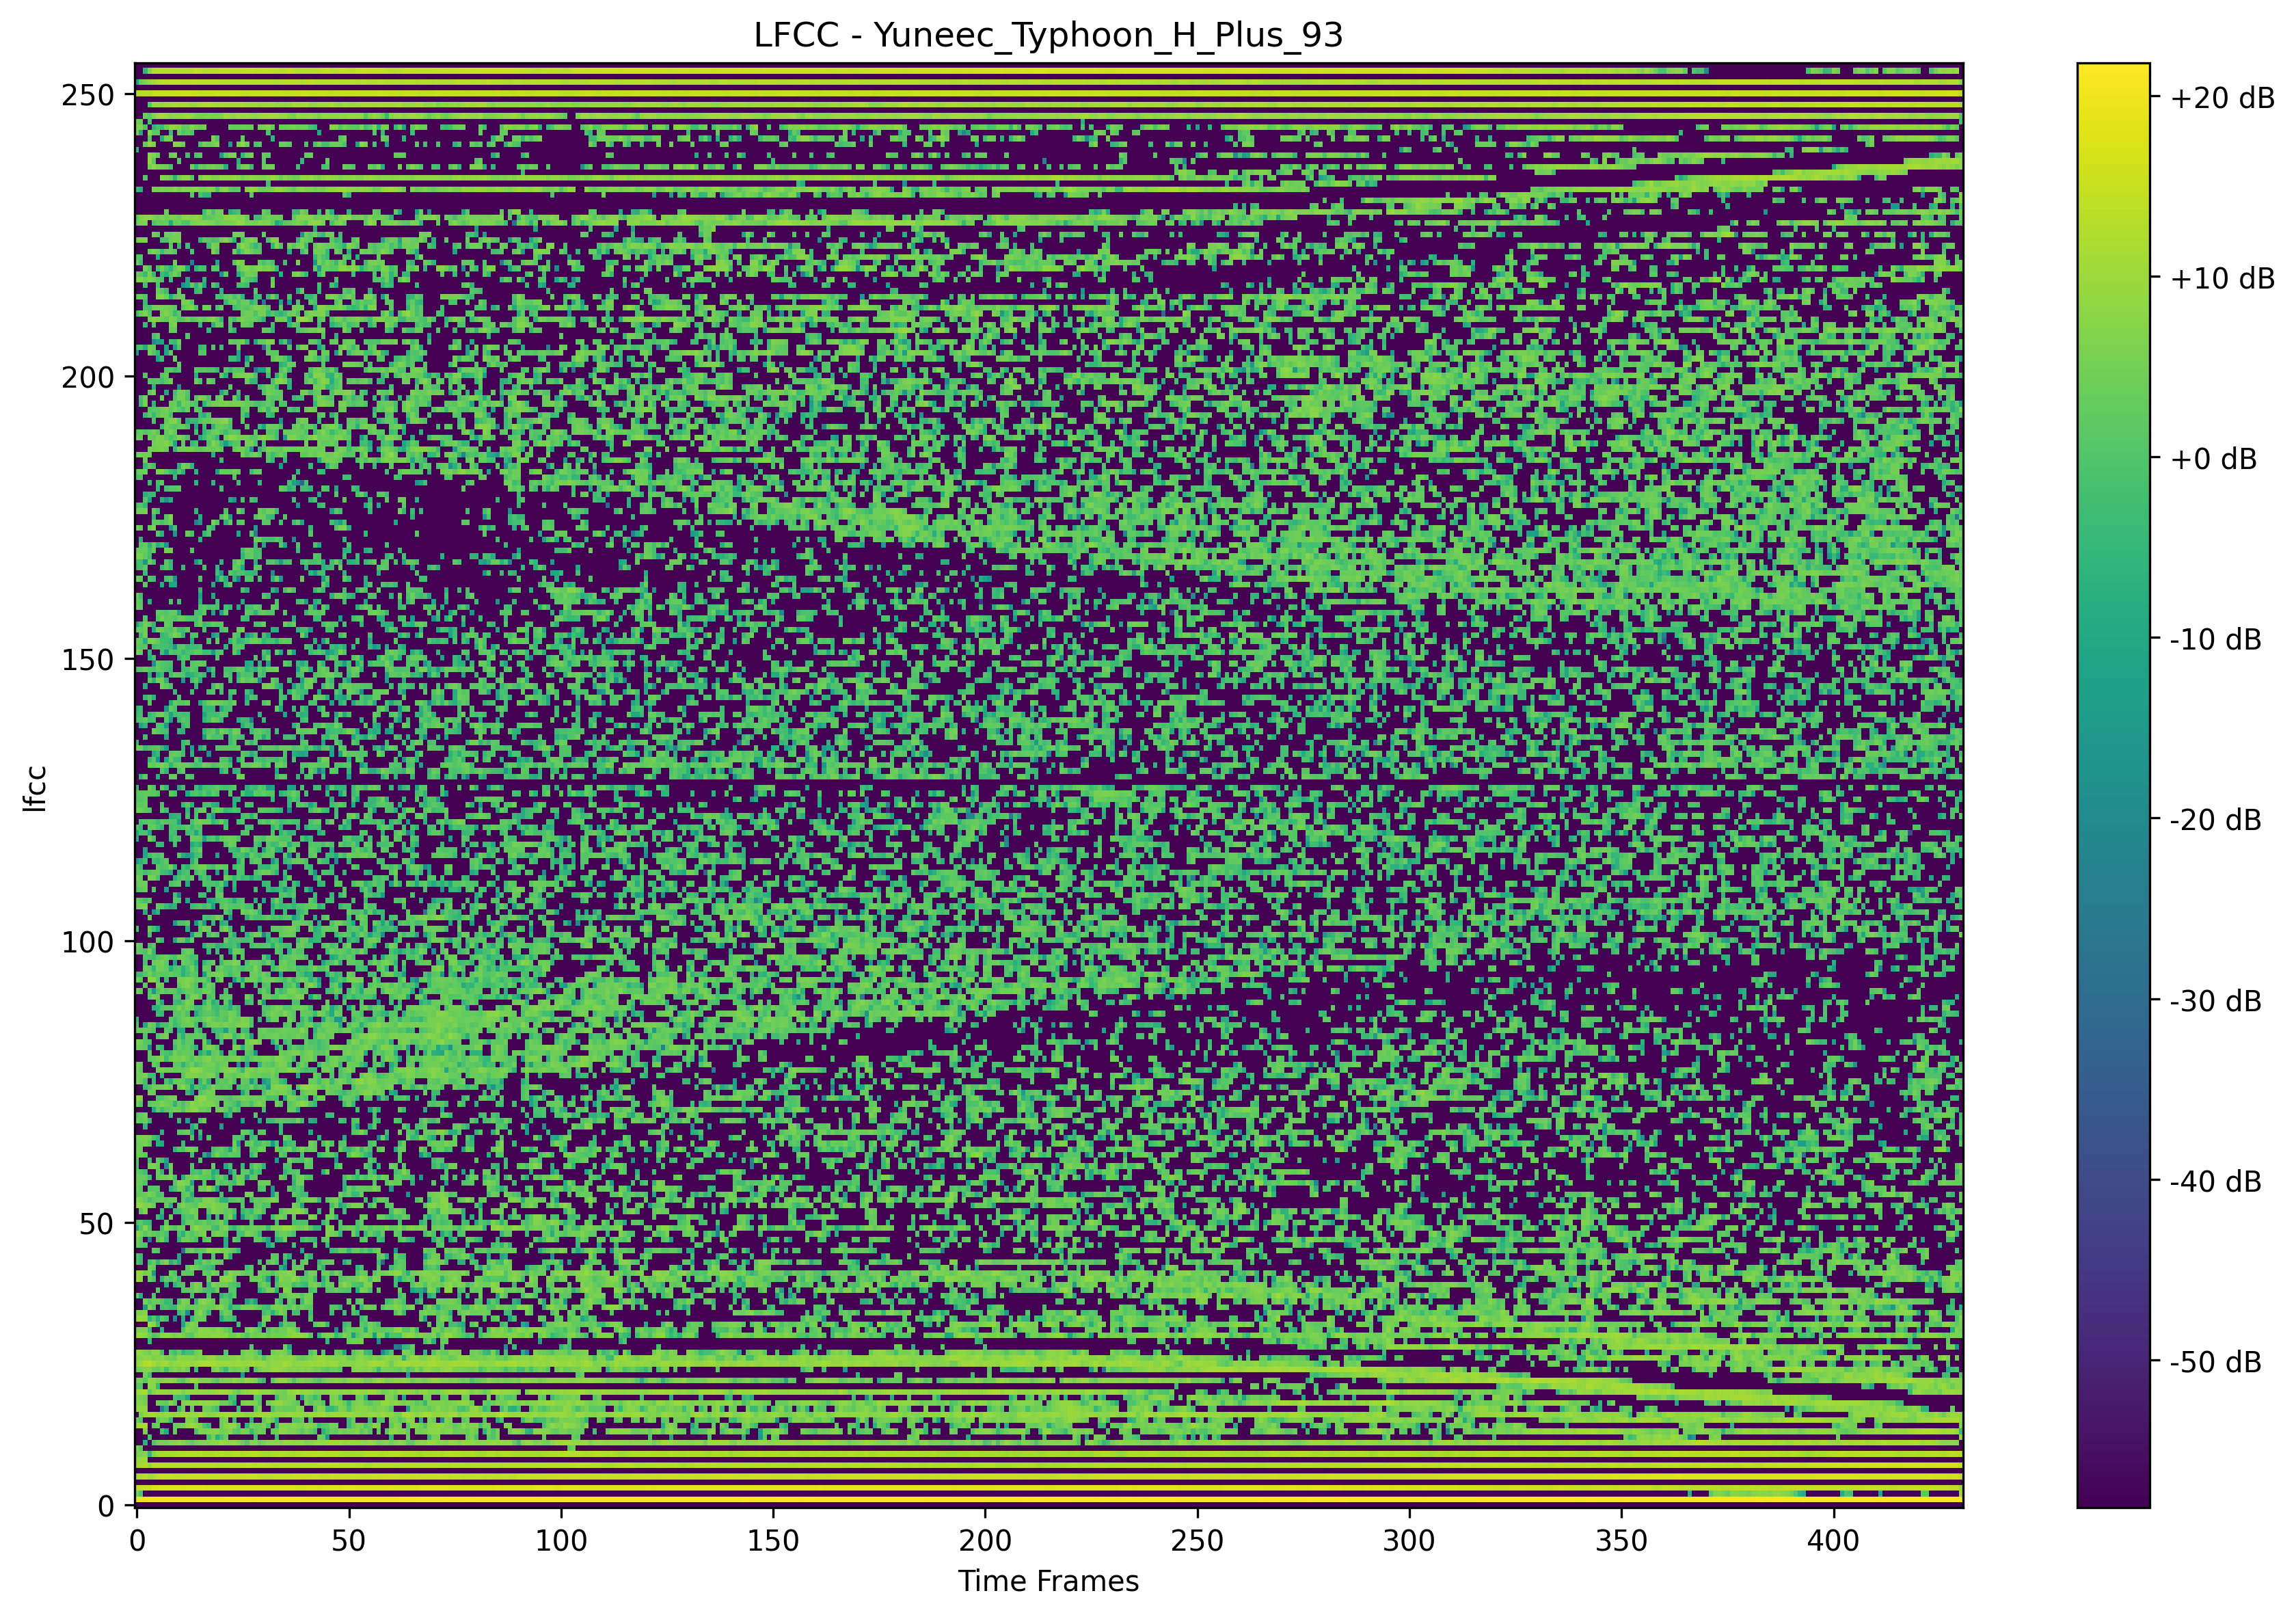 LFCC - Yuneec_Typhoon_H_Plus_93
250
200
150
100
50
0
lfcc
0 50 100 150 200 250 300 350 400
Time Frames
+20 dB
+10 dB
+0 dB
-10 dB
-20 dB
-30 dB
-40 dB
-50 dB